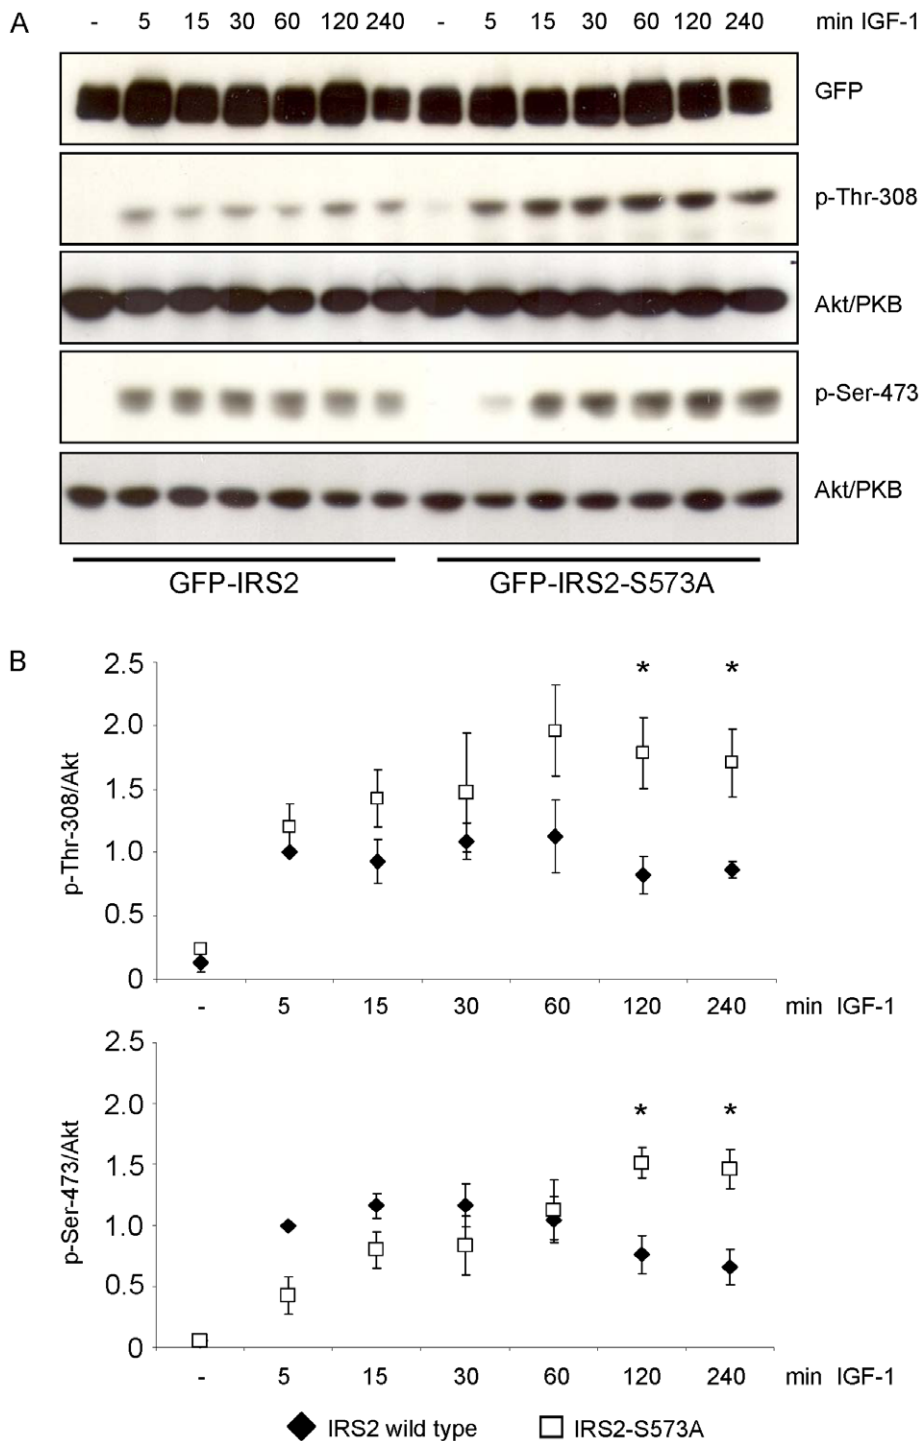 A
- 5 15 30 60 120 240 - 5 15 30 60 120 240 min IGF-1
GFP
p-Thr-308
Akt/PKB
p-Ser-473
Akt/PKB
GFP-IRS2 GFP-IRS2-S573A
B
p-Thr-308/Akt
2.5
* *
2.0
1.5
1.0
0.5
0
- 5 15 30 60 120 240 min IGF-1
p-Ser-473/Akt
2.5
2.0
* *
1.5
1.0
0.5
0
- 5 15 30 60 120 240 min IGF-1
IRS2 wild type IRS2-S573A